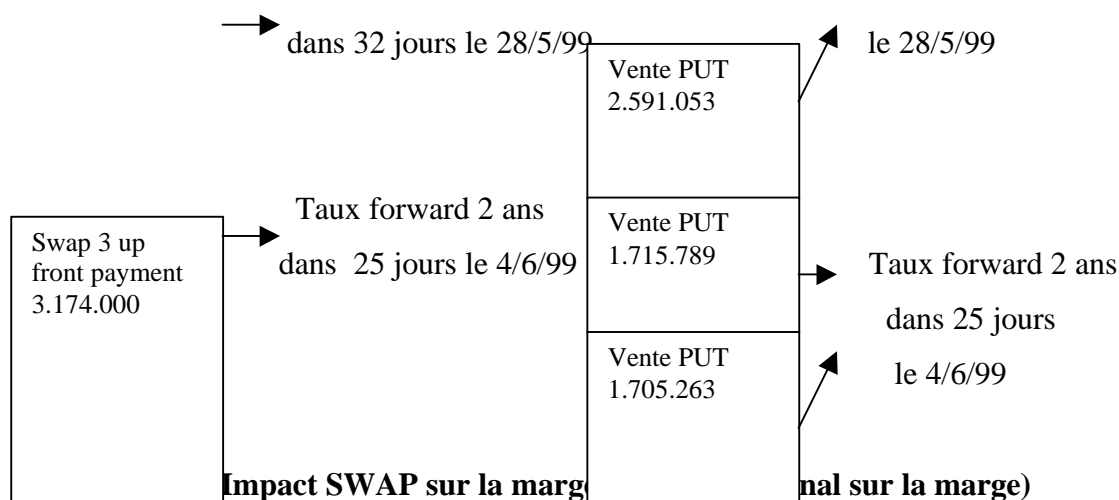 dans 32 jours le 28/5/99
le 28/5/99
Vente PUT
2.591.053
Taux forward 2 ans
dans 25 jours le 4/6/99
Swap 3 up
front payment
3.174.000
Vente PUT
1.715.789
Taux forward 2 ans
dans 25 jours
le 4/6/99
Vente PUT
1.705.263
Impact SWAP sur la marge nal sur la marge)